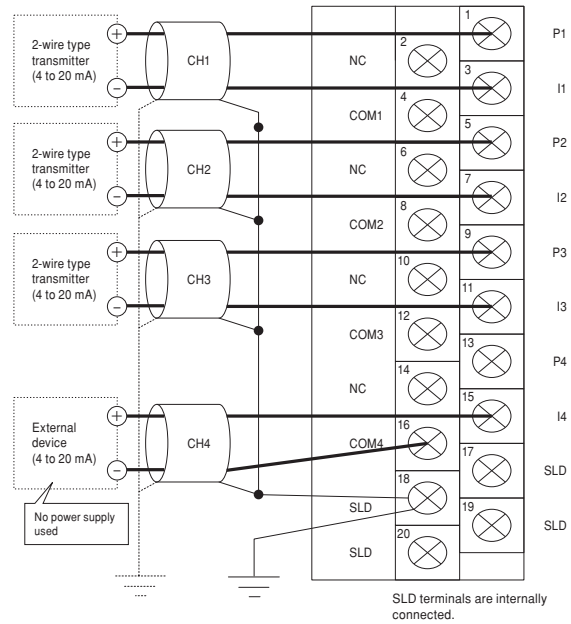 2-wire type
transmitter
(4 to 20 mA)
+
−
CH1
2-wire type
transmitter
(4 to 20 mA)
+
−
CH2
2-wire type
transmitter
(4 to 20 mA)
+
−
CH3
External
device
(4 to 20 mA)
+
−
CH4
No power supply
used
NC
COM1
NC
COM2
NC
COM3
NC
COM4
SLD
SLD
2
4
6
8
10
12
14
16
18
20
1
3
5
7
9
11
13
15
17
19
P1
I1
P2
I2
P3
I3
P4
I4
SLD
SLD
SLD terminals are internally
connected.